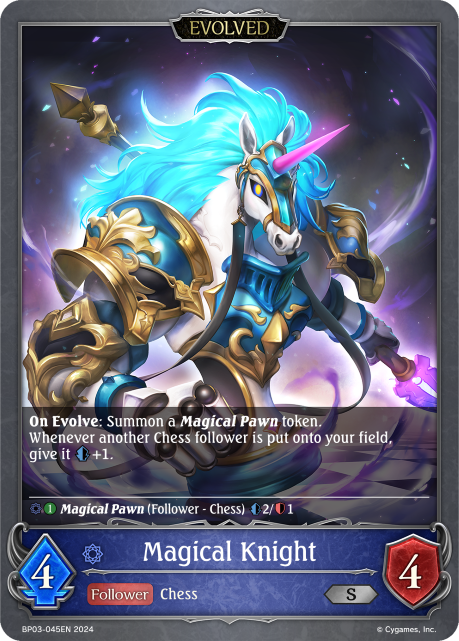 EVOLVED
On Evolve: Summon a Magical Pawn token.
Whenever another Chess follower is put onto your field,
give it +1.
1 Magical Pawn (Follower - Chess) 2/ 1
Magical Knight
4
Follower Chess
S
4
BP03-045EN 2024
© Cygames, Inc.